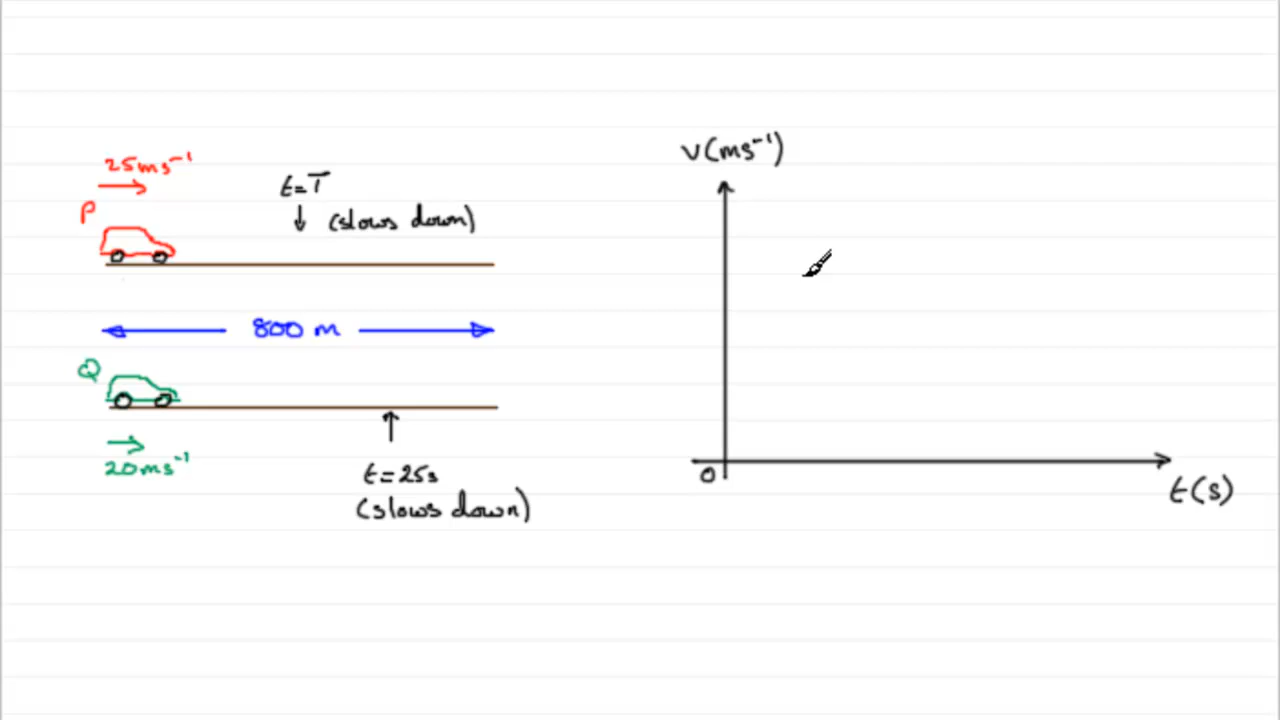 25ms⁻¹
P
t=T
↓ (slows down)
800 m
Q
20ms⁻¹
t=25s
(slows down)
v(ms⁻¹)
0
t(s)